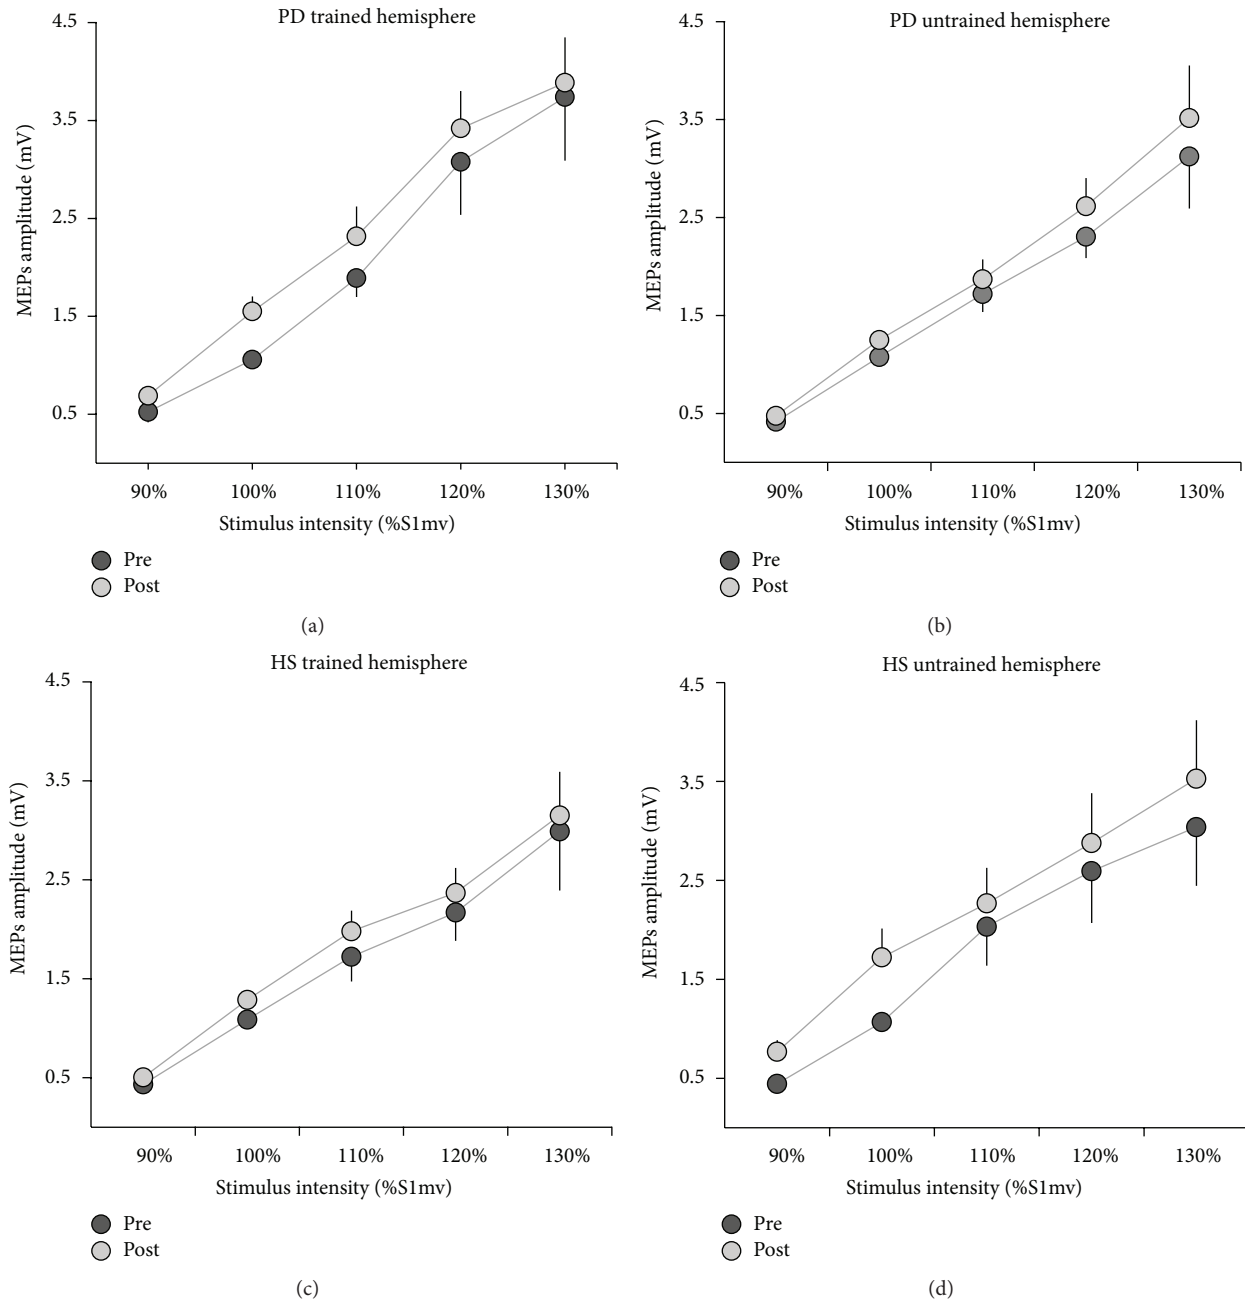 PD trained hemisphere
4.5
3.5
2.5
1.5
0.5
MEPs amplitude (mV)
90% 100% 110% 120% 130%
Stimulus intensity (%S1mv)
Pre
Post
(a)
PD untrained hemisphere
4.5
3.5
2.5
1.5
0.5
MEPs amplitude (mV)
90% 100% 110% 120% 130%
Stimulus intensity (%S1mv)
Pre
Post
(b)
HS trained hemisphere
4.5
3.5
2.5
1.5
0.5
MEPs amplitude (mV)
90% 100% 110% 120% 130%
Stimulus intensity (%S1mv)
Pre
Post
(c)
HS untrained hemisphere
4.5
3.5
2.5
1.5
0.5
MEPs amplitude (mV)
90% 100% 110% 120% 130%
Stimulus intensity (%S1mv)
Pre
Post
(d)